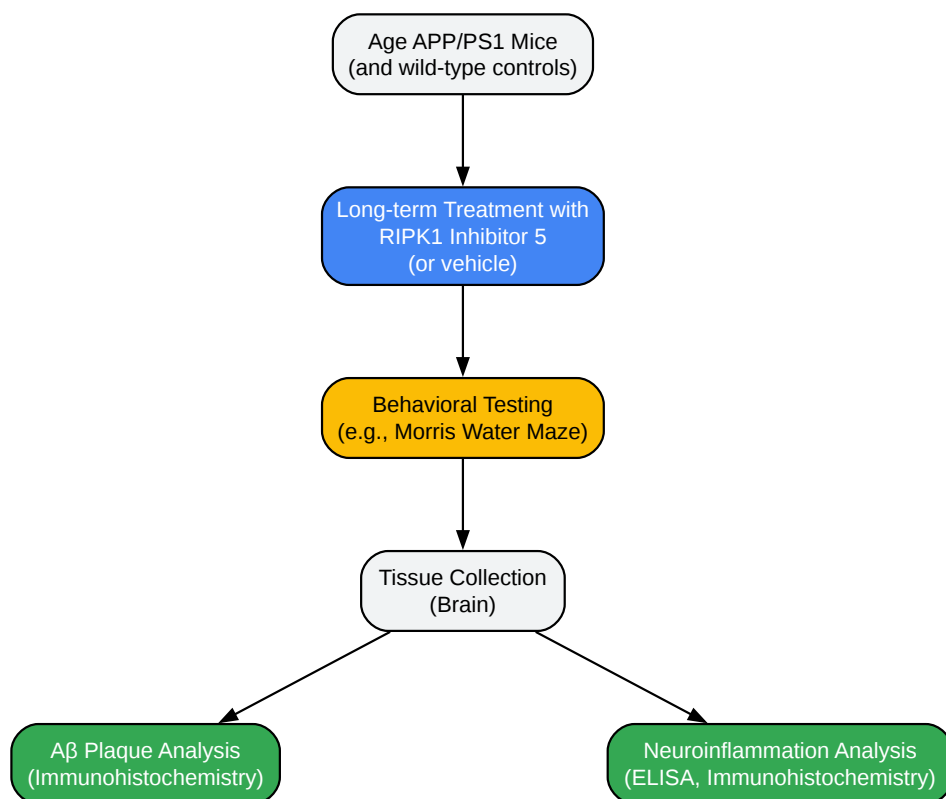 Age APP/PS1 Mice
(and wild-type controls)
Long-term Treatment with
RIPK1 Inhibitor 5
(or vehicle)
Behavioral Testing
(e.g., Morris Water Maze)
Tissue Collection
(Brain)
Aβ Plaque Analysis
(Immunohistochemistry)
Neuroinflammation Analysis
(ELISA, Immunohistochemistry)